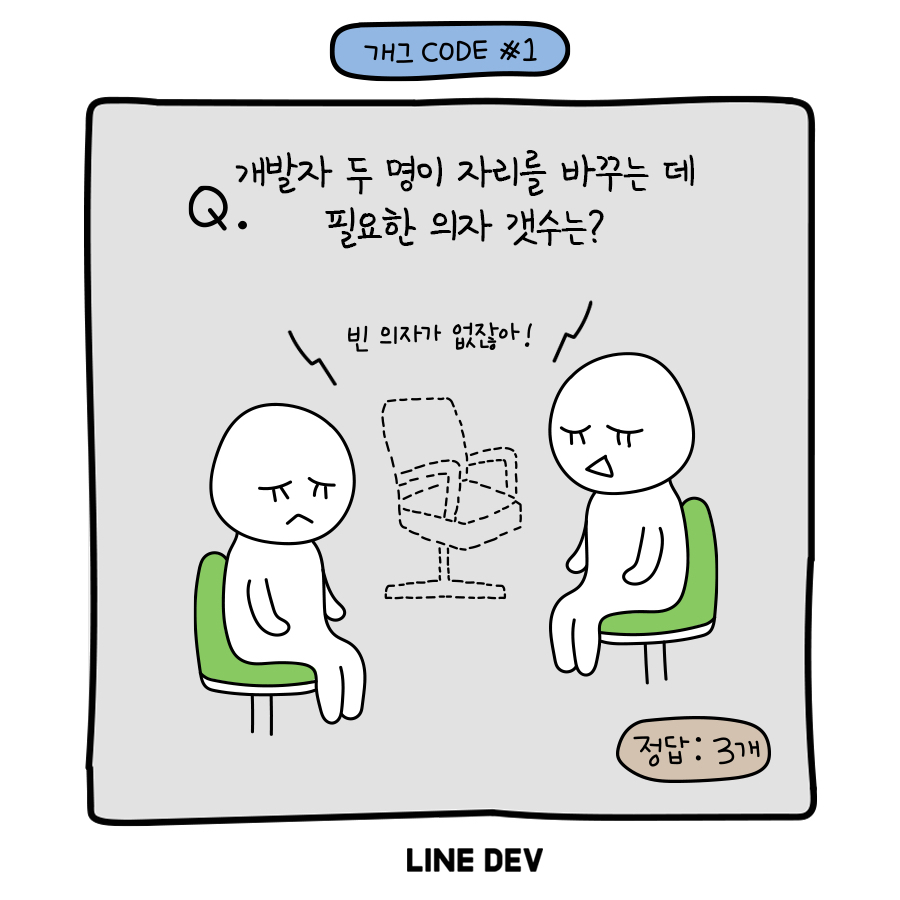 개그 CODE #1
Q. 개발자 두 명이 자리를 바꾸는 데
필요한 의자 갯수는?
빈 의자가 없잖아!
정답: 3개
LINE DEV